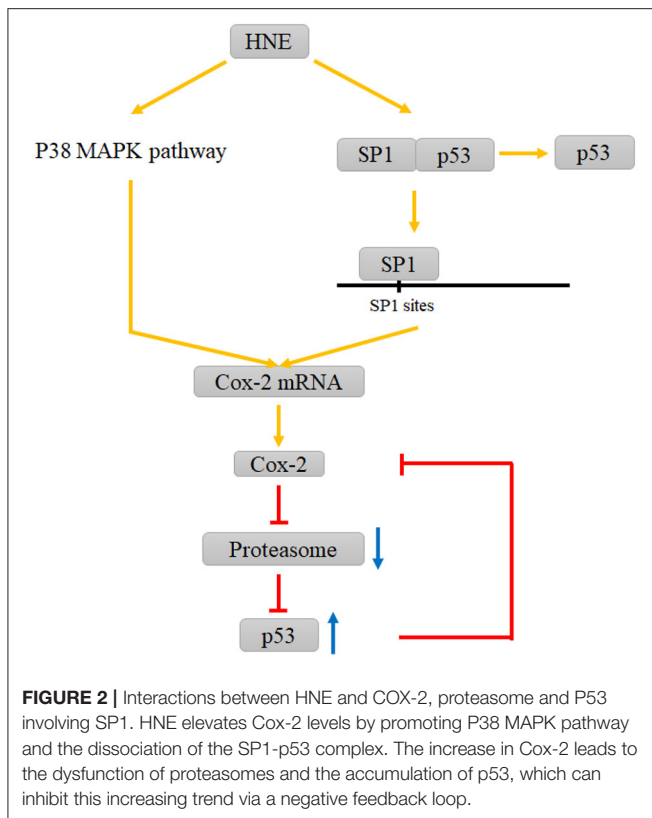 HNE
P38 MAPK pathway
SP1 p53 p53
SP1
SP1 sites
Cox-2 mRNA
Cox-2
Proteasome
p53
FIGURE 2 | Interactions between HNE and COX-2, proteasome and P53
involving SP1. HNE elevates Cox-2 levels by promoting P38 MAPK pathway
and the dissociation of the SP1-p53 complex. The increase in Cox-2 leads to
the dysfunction of proteasomes and the accumulation of p53, which can
inhibit this increasing trend via a negative feedback loop.